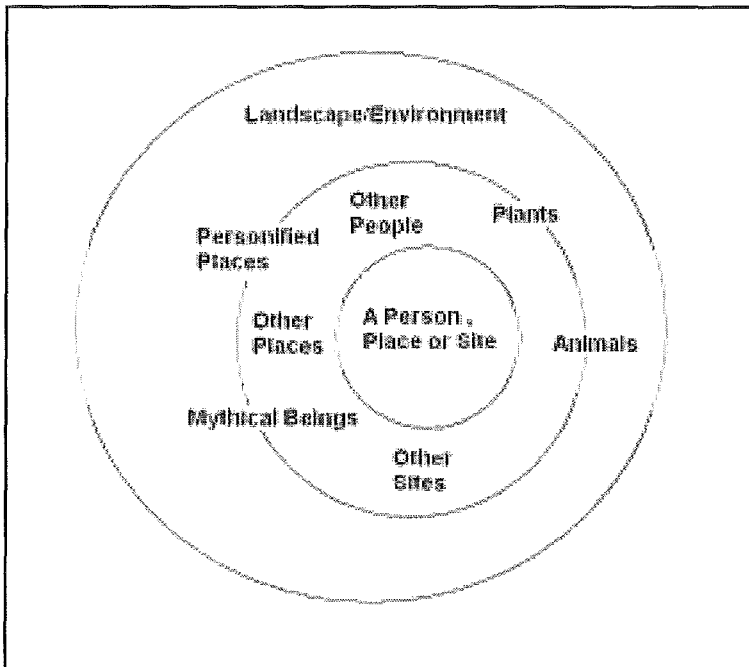 Landscape/Environment
Other
People
Plants
Personified
Places
Other
Places
A Person,
Place or Site
Animals
Mythical Beings
Other
Sites